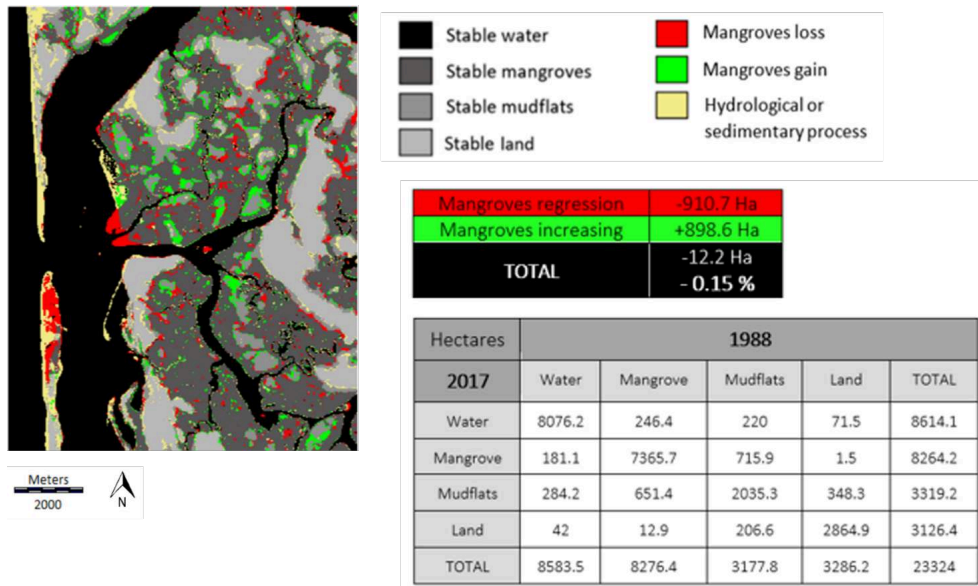 Stable water
Stable mangroves
Stable mudflats
Stable land
Mangroves loss
Mangroves gain
Hydrological or
sedimentary process
Mangroves regression -910.7 Ha
Mangroves increasing +898.6 Ha
TOTAL -12.2 Ha
- 0.15 %
Hectares 1988
2017 Water Mangrove Mudflats Land TOTAL
Water 8076.2 246.4 220 71.5 8614.1
Mangrove 181.1 7365.7 715.9 1.5 8264.2
Mudflats 284.2 651.4 2035.3 348.3 3319.2
Land 42 12.9 206.6 2864.9 3126.4
TOTAL 8583.5 8276.4 3177.8 3286.2 23324
Meters
2000
N